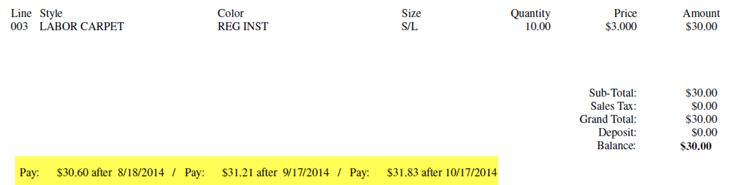 Line Style Color Size Quantity Price Amount
003 LABOR CARPET REG INST S/L 10.00 $3.000 $30.00
Sub-Total: $30.00
Sales Tax: $0.00
Grand Total: $30.00
Deposit: $0.00
Balance: $30.00
Pay: $30.60 after 8/18/2014 / Pay: $31.21 after 9/17/2014 / Pay: $31.83 after 10/17/2014